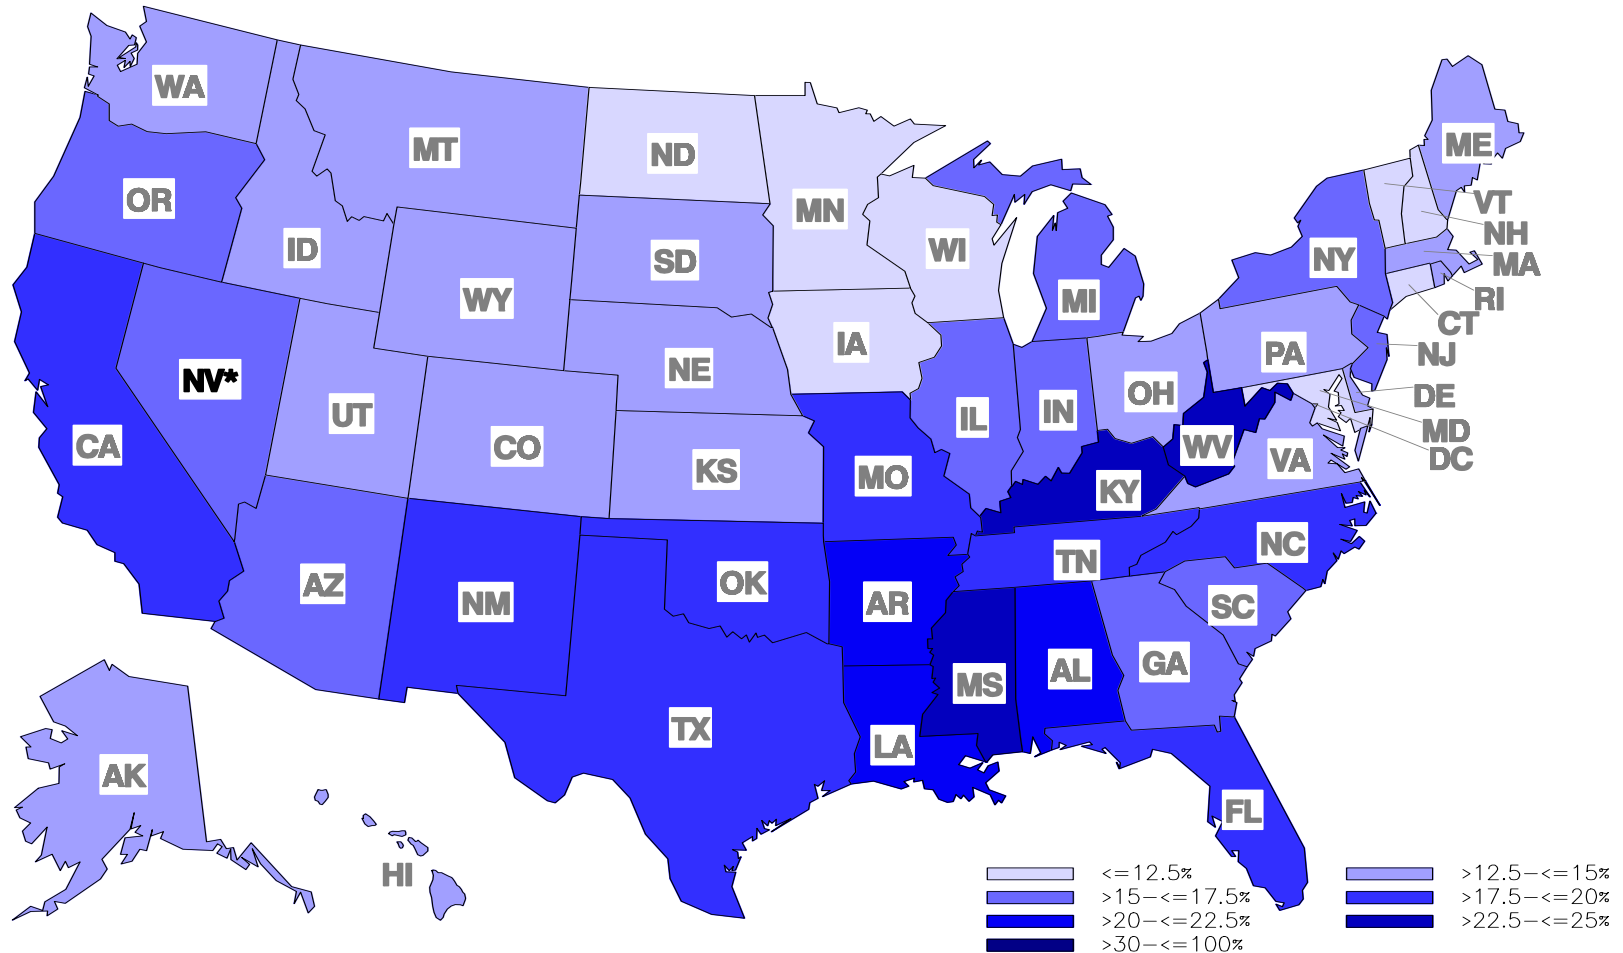 WA
MT
ND
ME
OR
MN
VT
ID
WI
NH
SD
NY
MA
WY
MI
RI
CT
IA
PA
NJ
NV*
NE
OH
DE
UT
IL
IN
MD
CA
CO
WV
DC
KS
MO
KY
VA
NC
TN
AZ
OK
NM
AR
SC
GA
AL
MS
TX
LA
AK
FL
HI
<=12.5% >12.5-<=15%
>15-<=17.5% >17.5-<=20%
>20-<=22.5% >22.5-<=25%
>30-<=100%